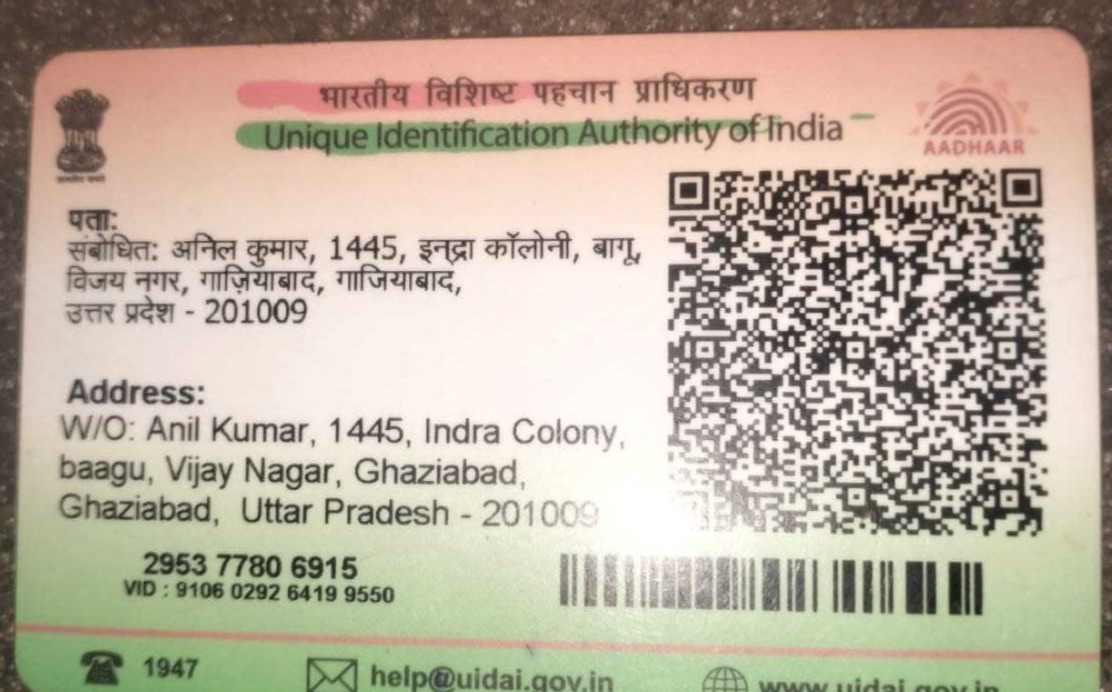 भारतीय विशिष्ट पहचान प्राधिकरण
Unique Identification Authority of India
AADHAAR
पता:
संबोधित: अनिल कुमार, 1445, इनद्रा कॉलोनी, बागू,
विजय नगर, गाज़ियाबाद, गाजियाबाद,
उत्तर प्रदेश - 201009
Address:
W/O: Anil Kumar, 1445, Indra Colony,
baagu, Vijay Nagar, Ghaziabad,
Ghaziabad, Uttar Pradesh - 201009
2953 7780 6915
VID : 9106 0292 6419 9550
1947
help@uidai.gov.in
www.uidai.gov.in